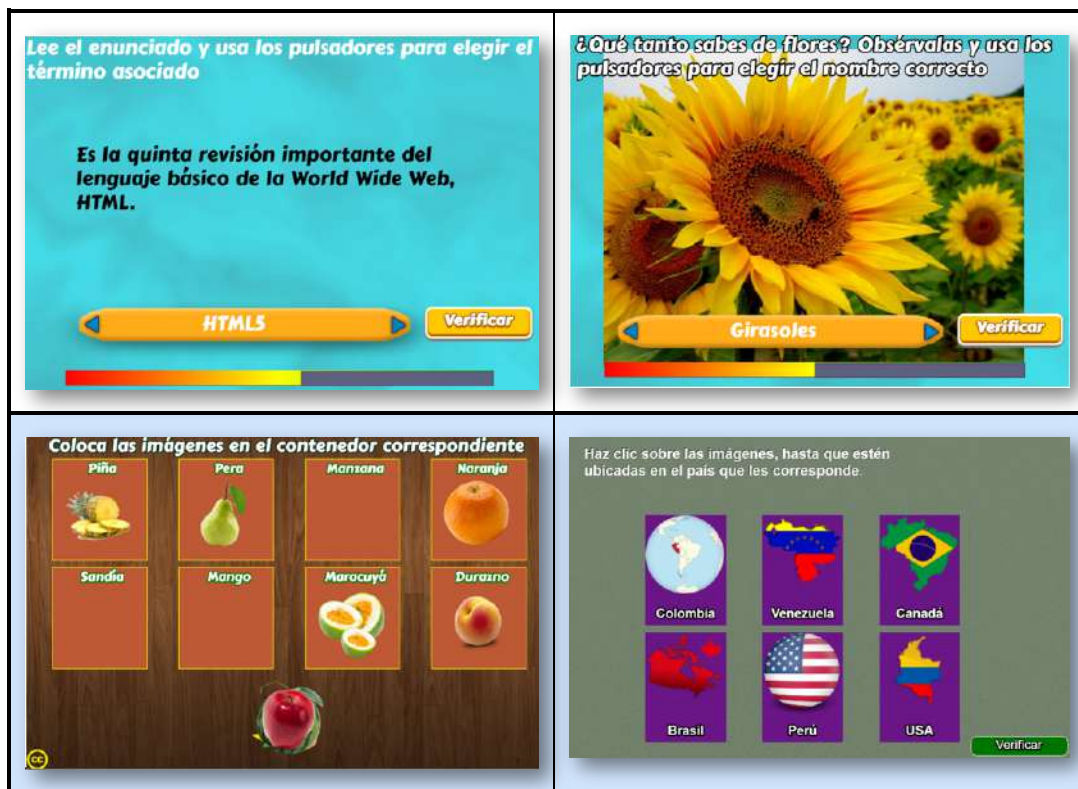 Lee el enunciado y usa los pulsadores para elegir el
término asociado
Es la quinta revisión importante del
lenguaje básico de la World Wide Web,
HTML.
HTML5
Verificar
¿Qué tanto sabes de flores? Obsérvalas y usa los
pulsadores para elegir el nombre correcto
Girasoles
Verificar
Coloca las imágenes en el contenedor correspondiente
Piña Pera Manzana Naranja
Sandía Mango Maracuyá Durazno
cc
Haz clic sobre las imágenes, hasta que estén
ubicadas en el país que les corresponde.
Colombia Venezuela Canadá
Brasil Perú USA
Verificar